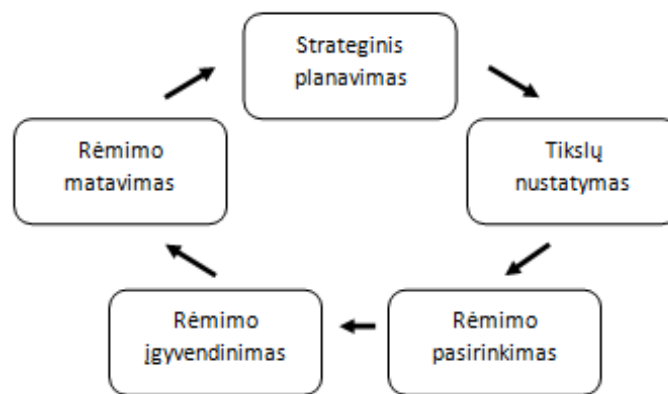 Strateginis
planavimas
Tikslų
nustatymas
Rėmimo
pasirinkimas
Rėmimo
įgyvendinimas
Rėmimo
matavimas